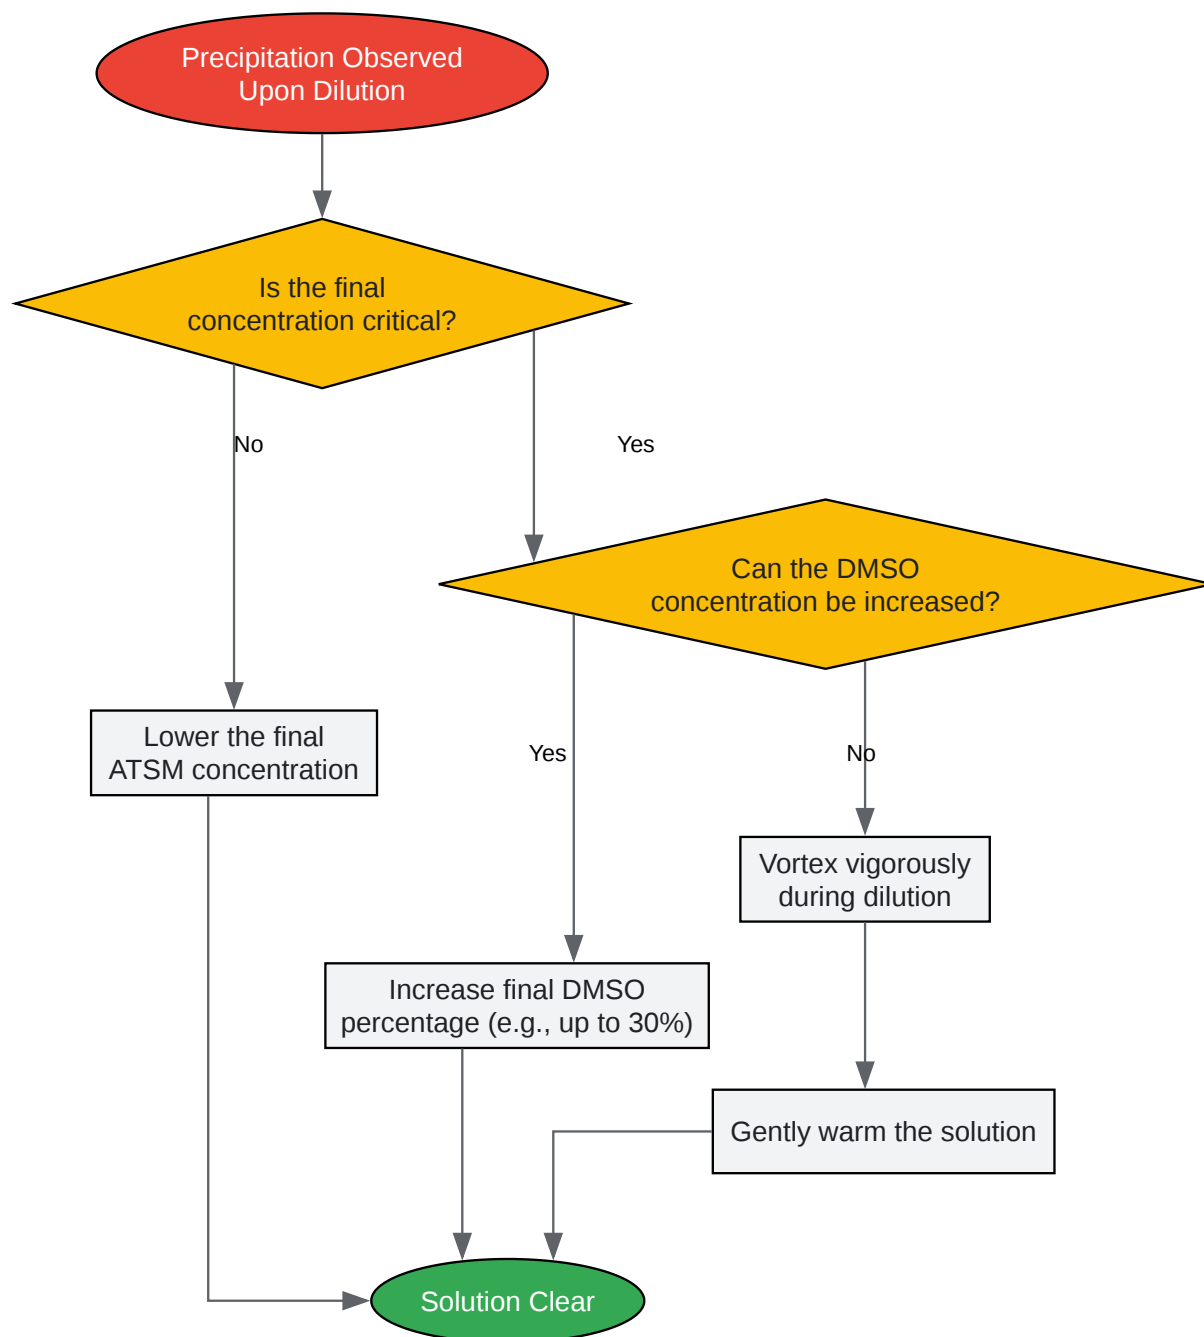 Precipitation Observed
Upon Dilution
Is the final
concentration critical?
No
Yes
Can the DMSO
concentration be increased?
Lower the final
ATSM concentration
Yes
No
Vortex vigorously
during dilution
Increase final DMSO
percentage (e.g., up to 30%)
Gently warm the solution
Solution Clear